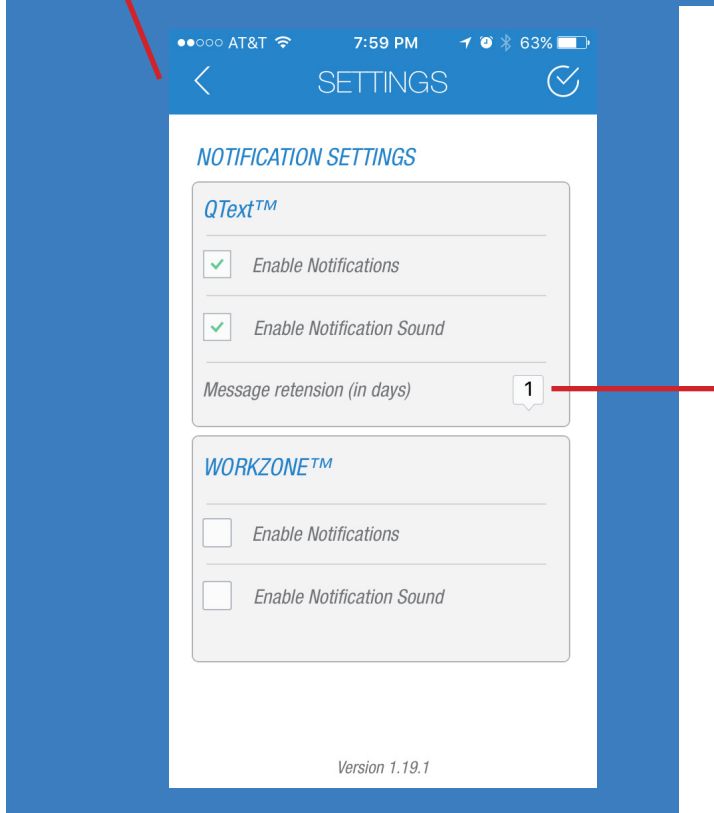 AT&T 7:59 PM 63%
SETTINGS
NOTIFICATION SETTINGS
QText™
Enable Notifications
Enable Notification Sound
Message retension (in days) 1
WORKZONE™
Enable Notifications
Enable Notification Sound
Version 1.19.1